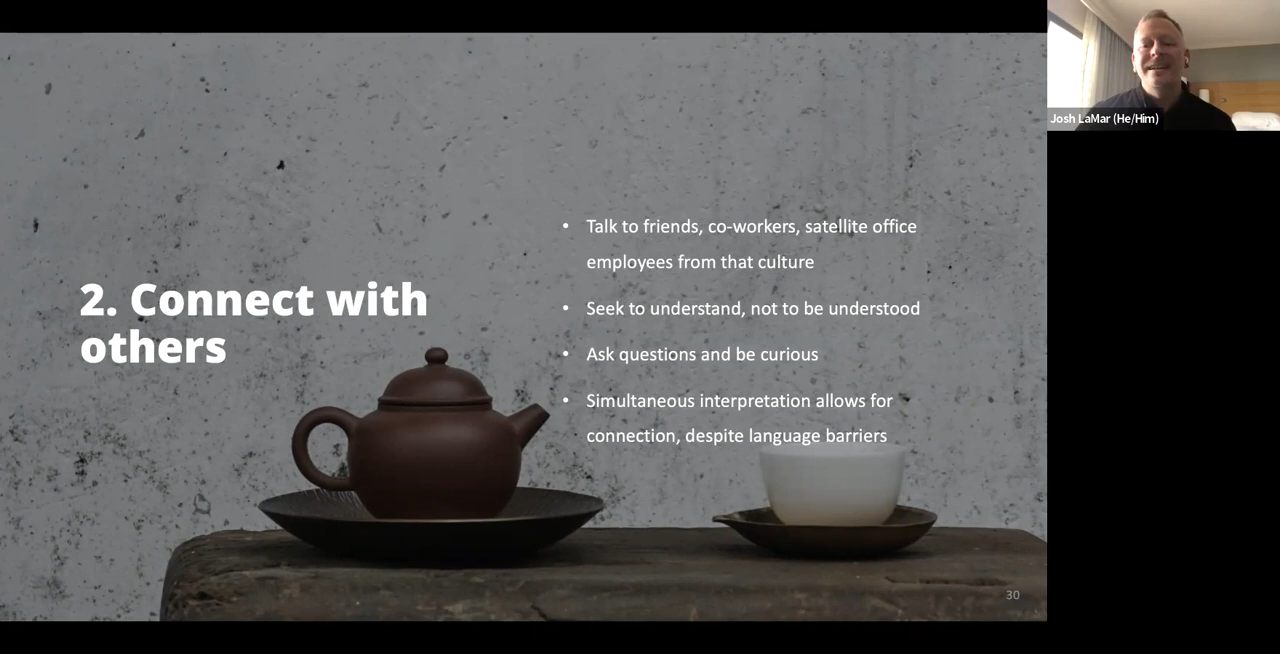 2. Connect with
others
• Talk to friends, co-workers, satellite office
employees from that culture
• Seek to understand, not to be understood
• Ask questions and be curious
• Simultaneous interpretation allows for
connection, despite language barriers
30
Josh LaMar (He/Him)